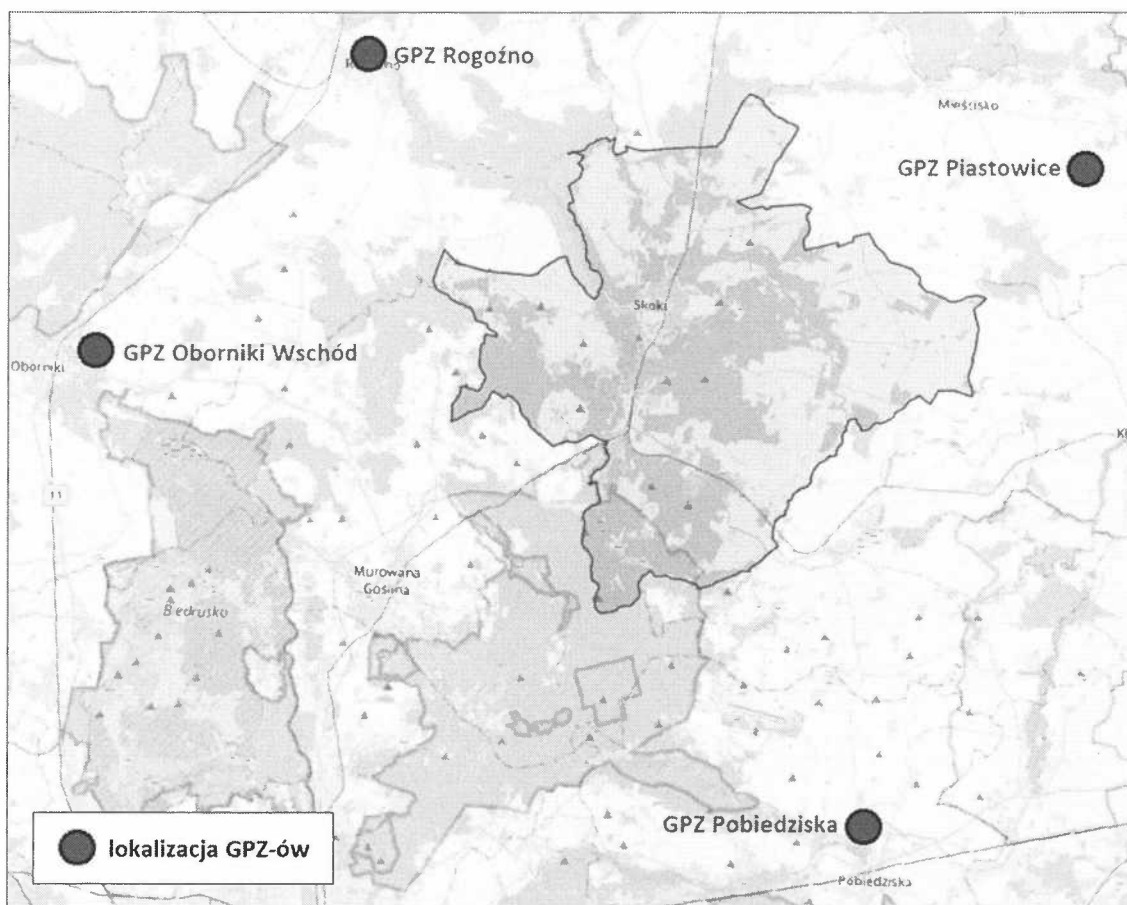 GPZ Rogoźno
Mieścisko
GPZ Piastowice
Skoki
GPZ Oborniki Wschód
Oborniki
11
Murowana
Goślina
Biedrusko
GPZ Pobiedziska
lokalizacja GPZ-ów
Pobiedziska